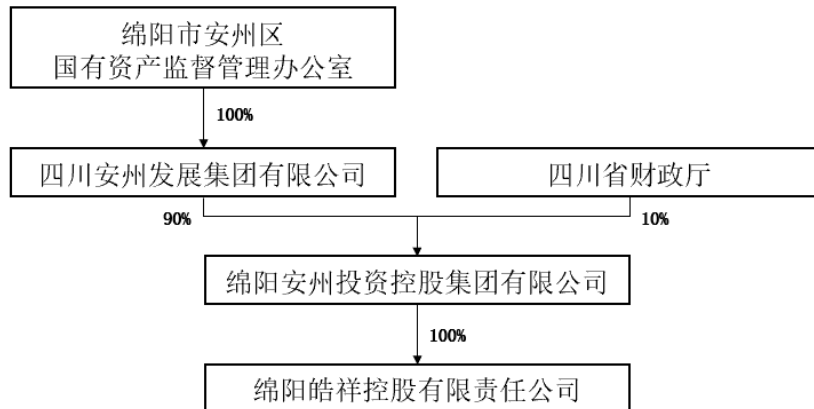 绵阳市安州区
国有资产监督管理办公室
100%
四川安州发展集团有限公司
四川省财政厅
90%
10%
绵阳安州投资控股集团有限公司
100%
绵阳皓祥控股有限责任公司